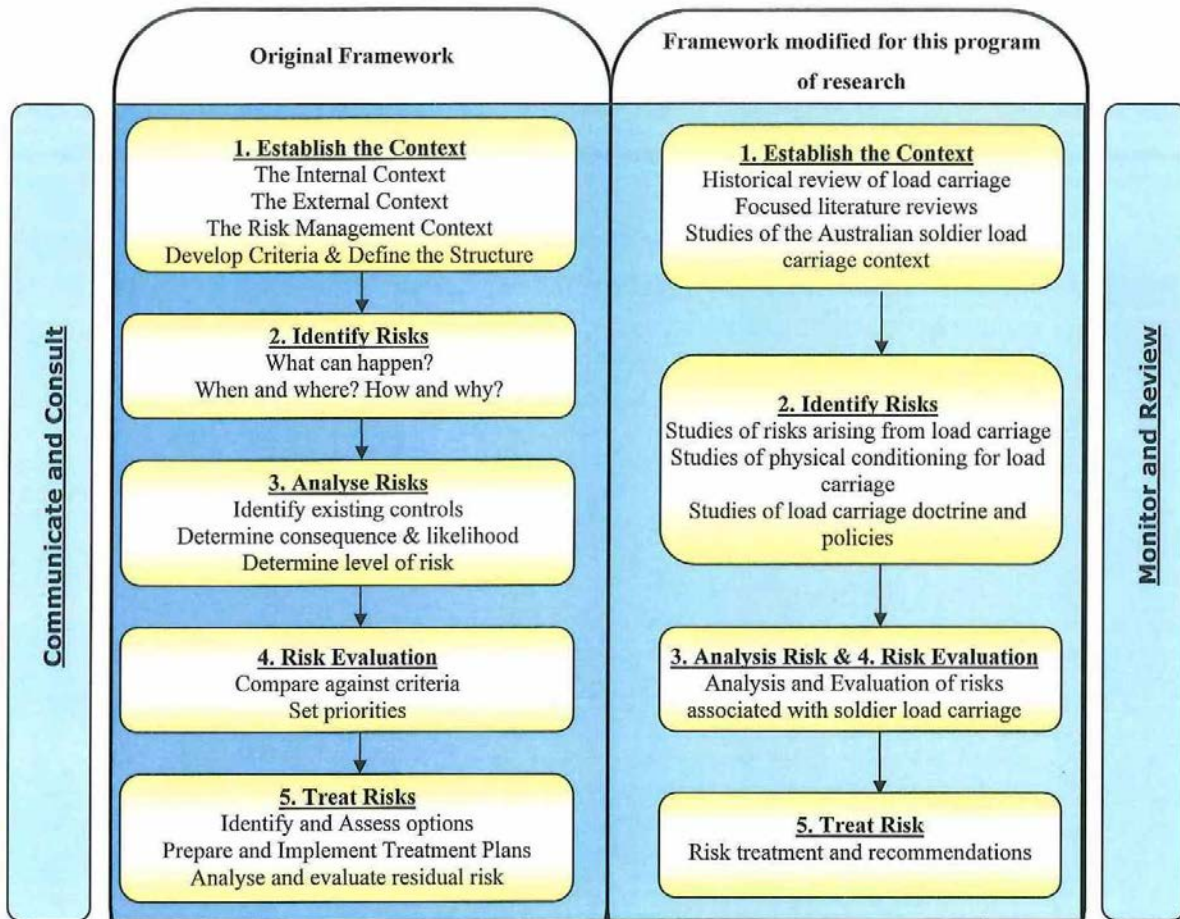 Communicate and Consult
Original Framework
1. Establish the Context
The Internal Context
The External Context
The Risk Management Context
Develop Criteria & Define the Structure
2. Identify Risks
What can happen?
When and where? How and why?
3. Analyse Risks
Identify existing controls
Determine consequence & likelihood
Determine level of risk
4. Risk Evaluation
Compare against criteria
Set priorities
5. Treat Risks
Identify and Assess options
Prepare and Implement Treatment Plans
Analyse and evaluate residual risk
Framework modified for this program
of research
1. Establish the Context
Historical review of load carriage
Focused literature reviews
Studies of the Australian soldier load
carriage context
2. Identify Risks
Studies of risks arising from load carriage
Studies of physical conditioning for load
carriage
Studies of load carriage doctrine and
policies
3. Analysis Risk & 4. Risk Evaluation
Analysis and Evaluation of risks
associated with soldier load carriage
5. Treat Risk
Risk treatment and recommendations
Monitor and Review